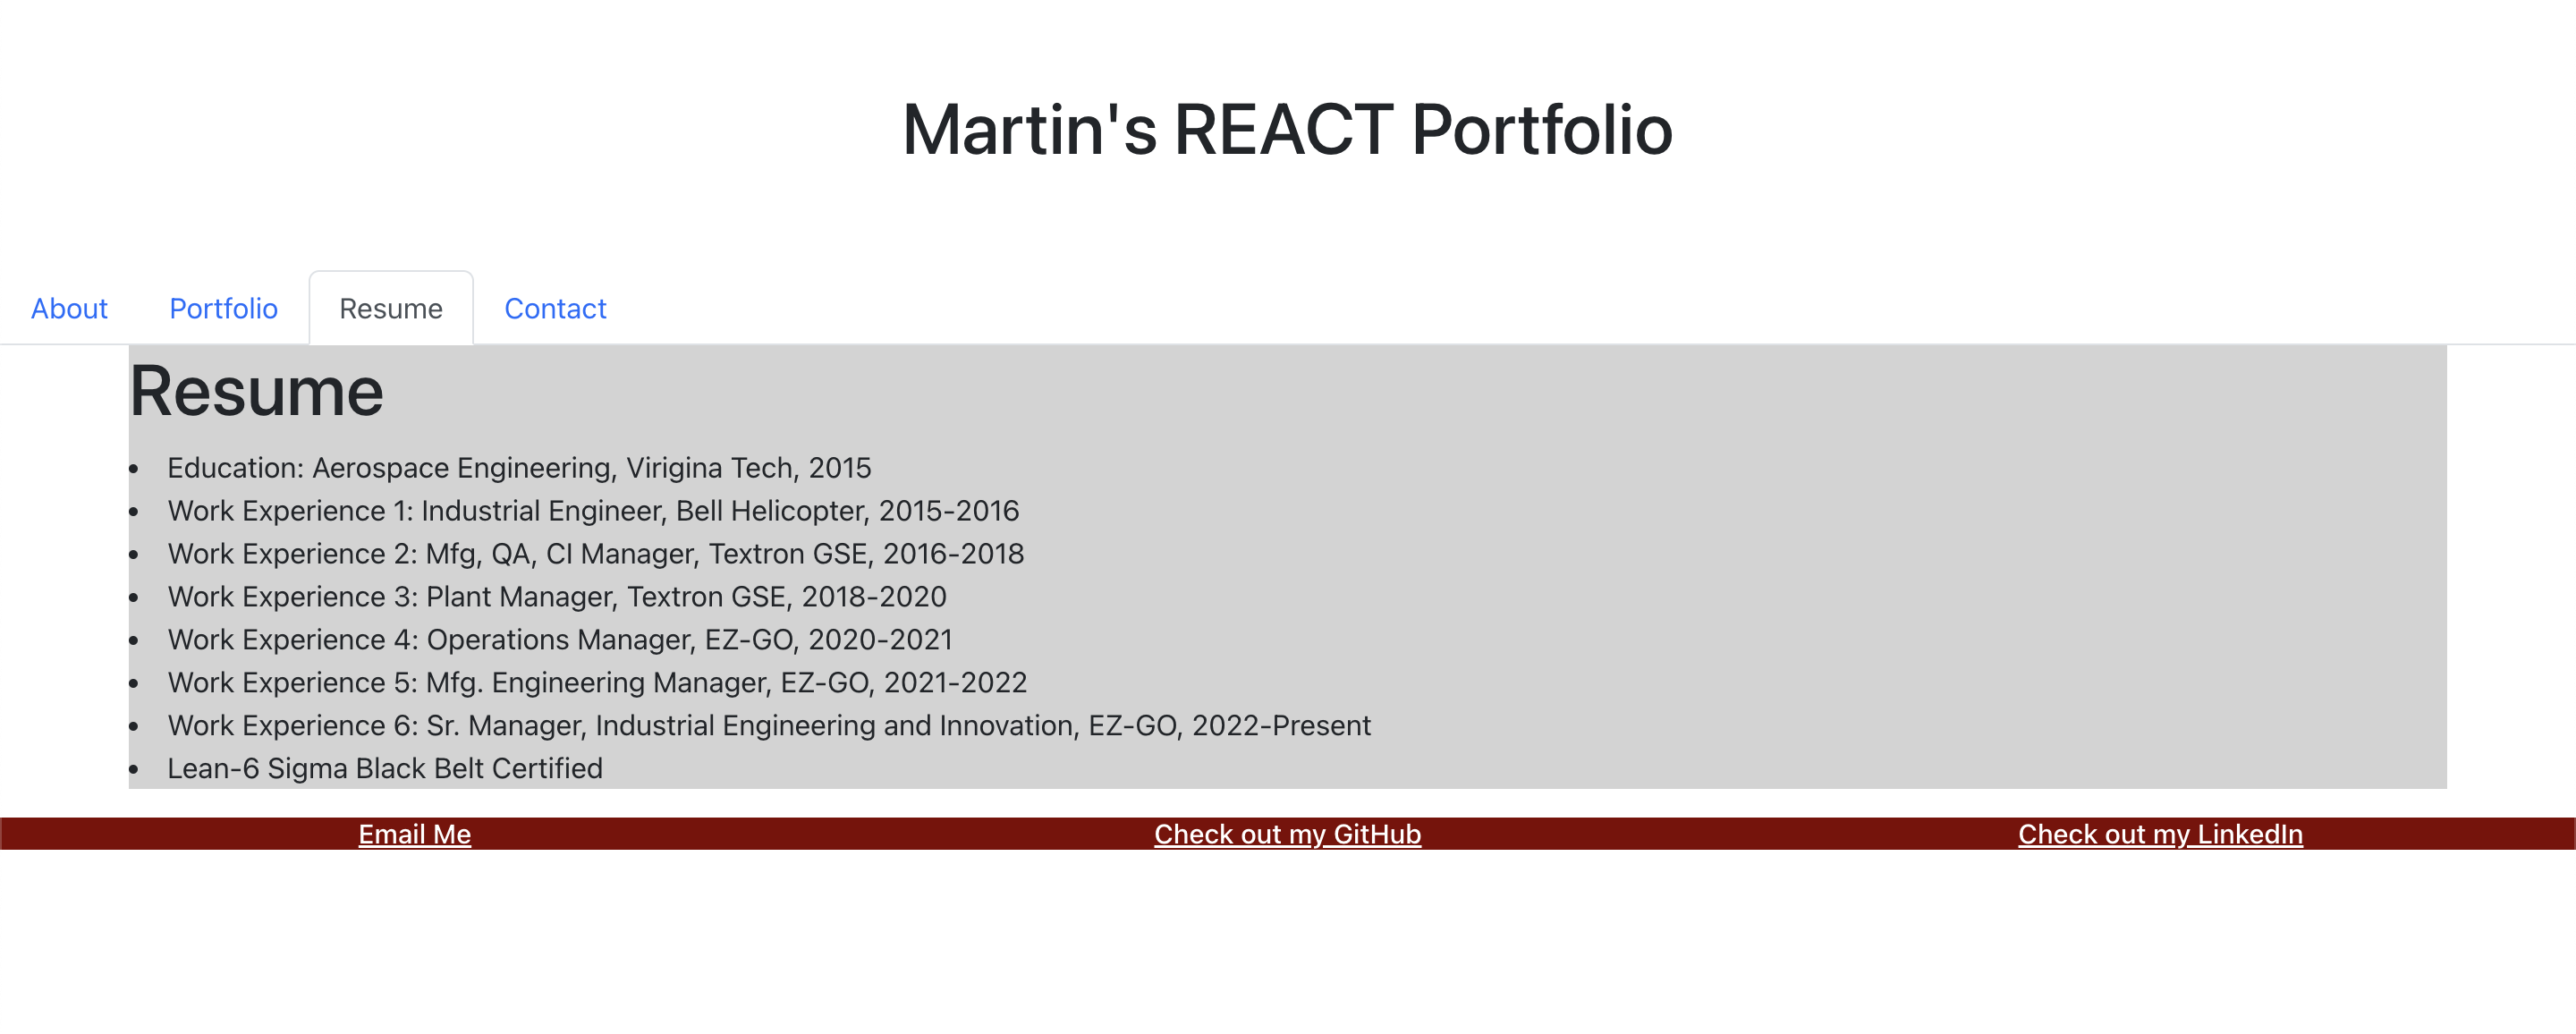 Martin's REACT Portfolio
About Portfolio Resume Contact
Resume
Education: Aerospace Engineering, Virigina Tech, 2015
Work Experience 1: Industrial Engineer, Bell Helicopter, 2015-2016
Work Experience 2: Mfg, QA, CI Manager, Textron GSE, 2016-2018
Work Experience 3: Plant Manager, Textron GSE, 2018-2020
Work Experience 4: Operations Manager, EZ-GO, 2020-2021
Work Experience 5: Mfg. Engineering Manager, EZ-GO, 2021-2022
Work Experience 6: Sr. Manager, Industrial Engineering and Innovation, EZ-GO, 2022-Present
Lean-6 Sigma Black Belt Certified
Email Me Check out my GitHub Check out my LinkedIn